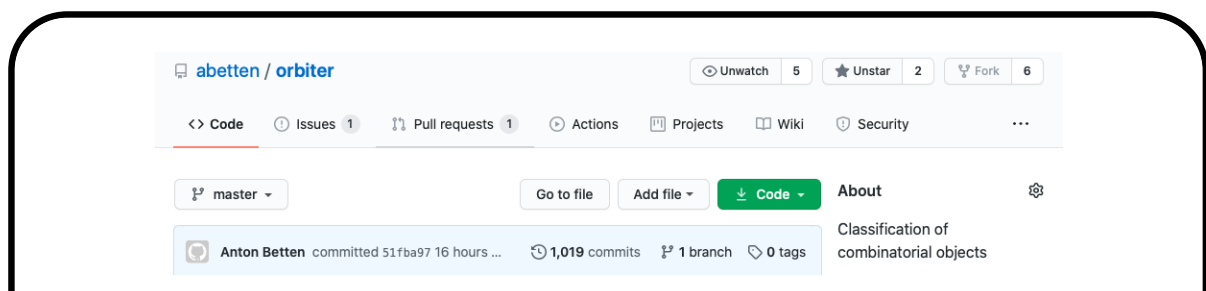 abetten / orbiter
Unwatch 5 Unstar 2 Fork 6
<> Code Issues 1 Pull requests 1 Actions Projects Wiki Security ...
master Go to file Add file Code About
Classification of
Anton Betten committed 51fba97 16 hours ... 1,019 commits 1 branch 0 tags combinatorial objects